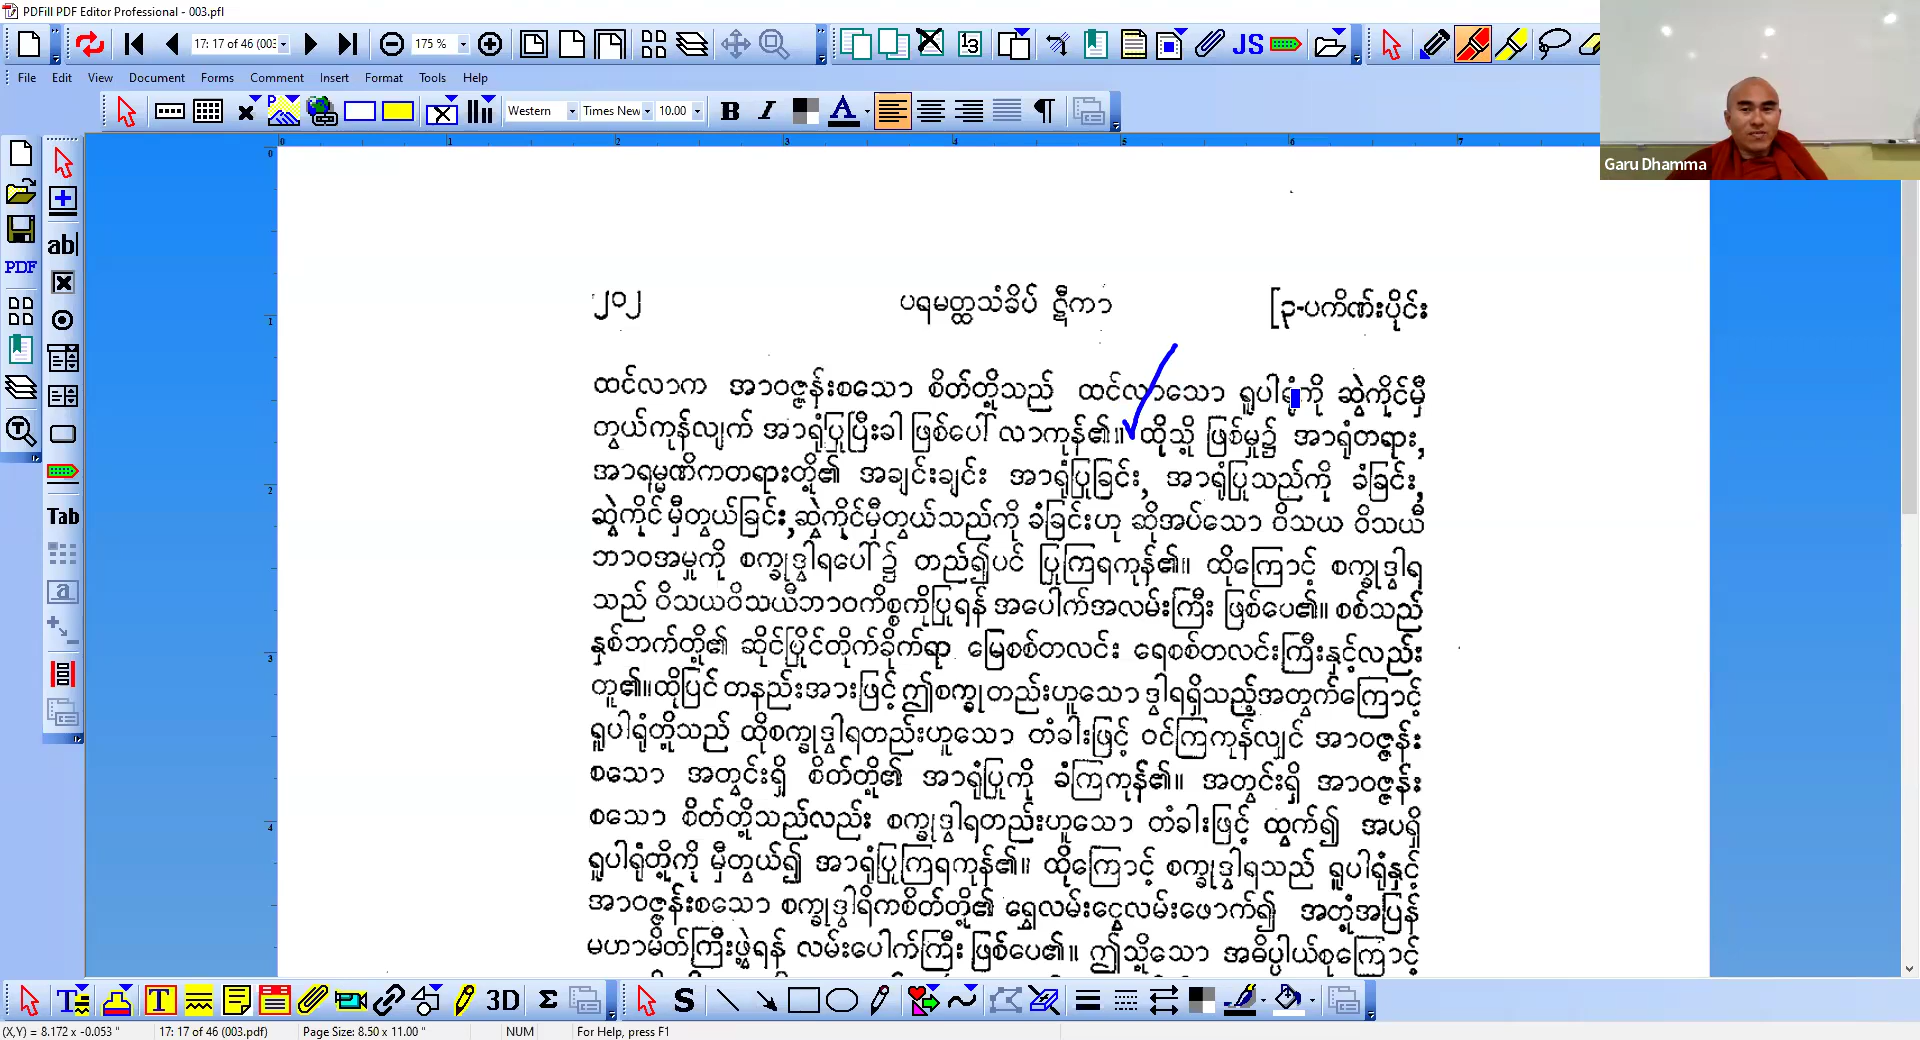 PDFill PDF Editor Professional - 003.pfl
17: 17 of 46 (003
175 %
JS
File Edit View Document Forms Comment Insert Format Tools Help
Western Times New 10.00 B I A ¶
Garu Dhamma
ab|
PDF
Tab
၂၀၂ ပရမတ္ထသံခိပ် ဋီကာ [၃-ပကိဏ်းပိုင်း
ထင်လာက အာဝဇ္ဇန်းစသော စိတ်တို့သည် ထင်လာသော ရူပါရုံကို ဆွဲကိုင်မှီ
တွယ်ကုန်လျက် အာရုံပြုပြီးခါ ဖြစ်ပေါ် လာကုန်၏။ ထိုသို့ ဖြစ်မှု၌ အာရုံတရား,
အာရမ္မဏိကတရားတို့၏ အချင်းချင်း အာရုံပြုခြင်း, အာရုံပြုသည်ကို ခံခြင်း,
ဆွဲကိုင် မှီတွယ်ခြင်း,ဆွဲကိုင်မှီတွယ်သည်ကို ခံခြင်းဟု ဆိုအပ်သော ဝိသယ ဝိသယီ
ဘာဝအမှုကို စက္ခုဒွါရပေါ်၌ တည်၍ပင် ပြုကြရကုန်၏။ ထိုကြောင့် စက္ခုဒွါရ
သည် ဝိသယဝိသယီဘာဝကိစ္စကိုပြုရန် အပေါက်အလမ်းကြီး ဖြစ်ပေ၏။ စစ်သည်
နှစ်ဘက်တို့၏ ဆိုင်ပြိုင်တိုက်ခိုက်ရာ မြေစစ်တလင်း ရေစစ်တလင်းကြီးနှင့်လည်း
တူ၏။ထိုပြင် တနည်းအားဖြင့် ဤစက္ခုတည်းဟူသော ဒွါရရှိသည့်အတွက်ကြောင့်
ရူပါရုံတို့သည် ထိုစက္ခုဒွါရတည်းဟူသော တံခါးဖြင့် ဝင်ကြကုန်လျှင် အာဝဇ္ဇန်း
စသော အတွင်းရှိ စိတ်တို့၏ အာရုံပြုကို ခံကြကုန်၏။ အတွင်းရှိ အာဝဇ္ဇန်း
စသော စိတ်တို့သည်လည်း စက္ခုဒွါရတည်းဟူသော တံခါးဖြင့် ထွက်၍ အပရှိ
ရူပါရုံတို့ကို မှီတွယ်၍ အာရုံပြုကြရကုန်၏။ ထိုကြောင့် စက္ခုဒွါရသည် ရူပါရုံနှင့်
အာဝဇ္ဇန်းစသော စက္ခုဒွါရိကစိတ်တို့၏ ရွှေလမ်းငွေလမ်းဖောက်၍ အတုံ့အပြန်
မဟာမိတ်ကြီးဖွဲ့ရန် လမ်းပေါက်ကြီး ဖြစ်ပေ၏။ ဤသို့သော အဓိပ္ပါယ်စုကြောင့်
T T 3D Σ S
(X,Y) = 8.172 x -0.053 " 17: 17 of 46 (003.pdf) Page Size: 8.50 x 11.00 " NUM For Help, press F1